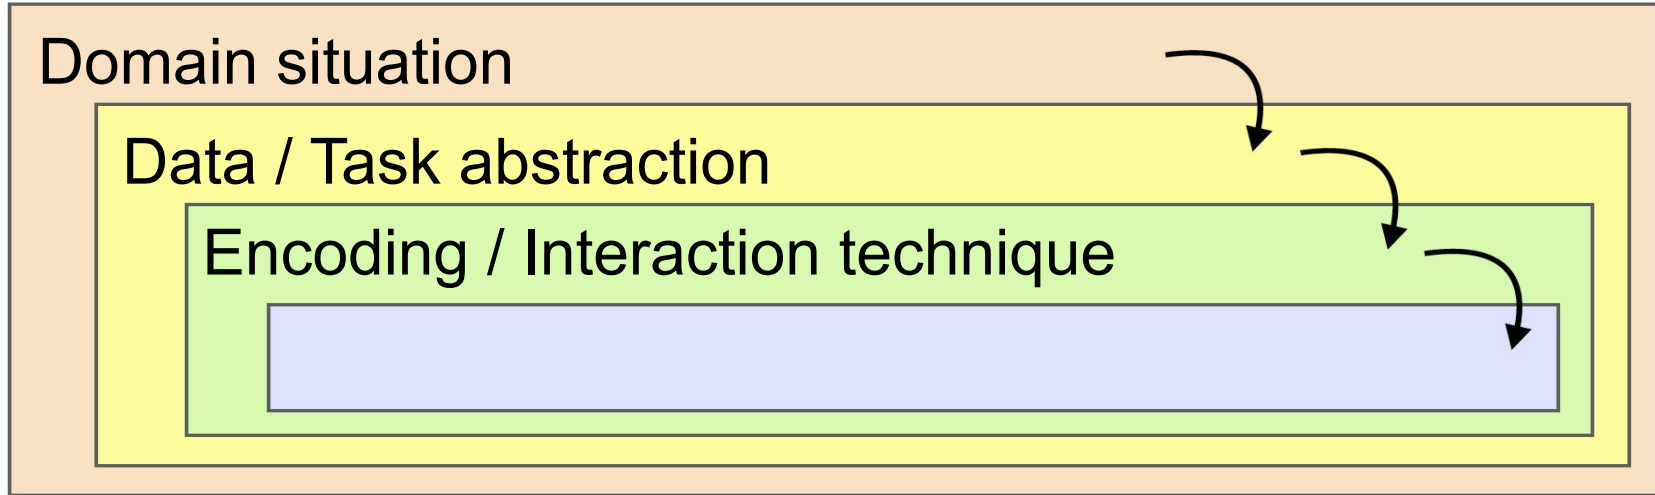 Domain situation
Data / Task abstraction
Encoding / Interaction technique